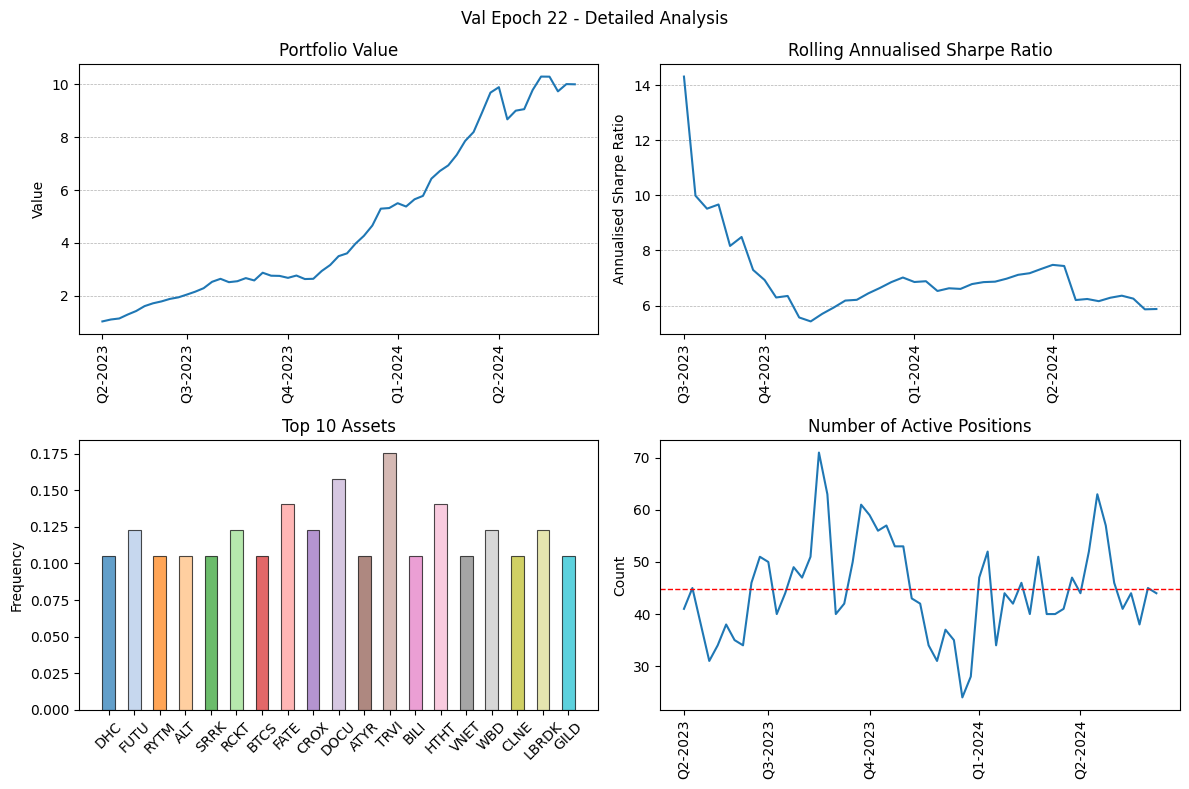 Val Epoch 22 - Detailed Analysis
Portfolio Value
Value
10
8
6
4
2
Q2-2023
Q3-2023
Q4-2023
Q1-2024
Q2-2024
Rolling Annualised Sharpe Ratio
Annualised Sharpe Ratio
14
12
10
8
6
Q3-2023
Q4-2023
Q1-2024
Q2-2024
Top 10 Assets
Frequency
0.175
0.150
0.125
0.100
0.075
0.050
0.025
0.000
DHC
FUTU
RYTM
ALT
SRRK
RCKT
BTCS
FATE
CROX
DOCU
ATYR
TRVI
BILI
HTHT
VNET
WBD
CLNE
LBRDK
GILD
Number of Active Positions
Count
70
60
50
40
30
Q2-2023
Q3-2023
Q4-2023
Q1-2024
Q2-2024